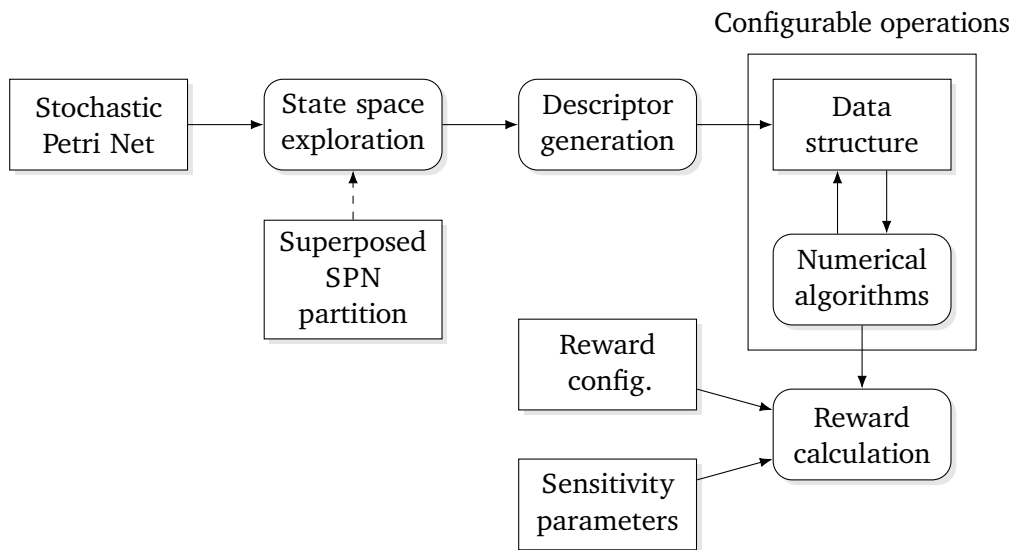 Configurable operations
Stochastic
Petri Net
State space
exploration
Descriptor
generation
Data
structure
Superposed
SPN
partition
Numerical
algorithms
Reward
config.
Reward
calculation
Sensitivity
parameters